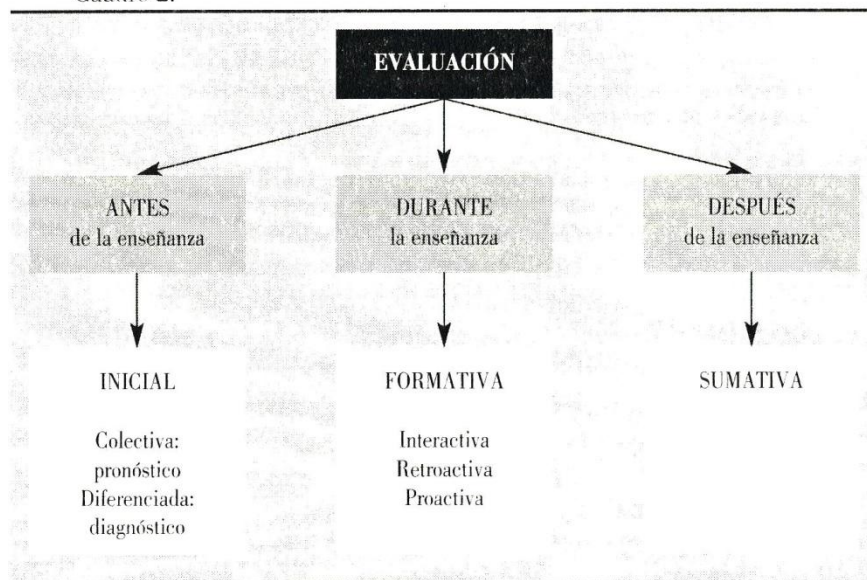 Cuadro 2.
EVALUACIÓN
ANTES
de la enseñanza
DURANTE
la enseñanza
DESPUÉS
de la enseñanza
INICIAL
Colectiva:
pronóstico
Diferenciada:
diagnóstico
FORMATIVA
Interactiva
Retroactiva
Proactiva
SUMATIVA